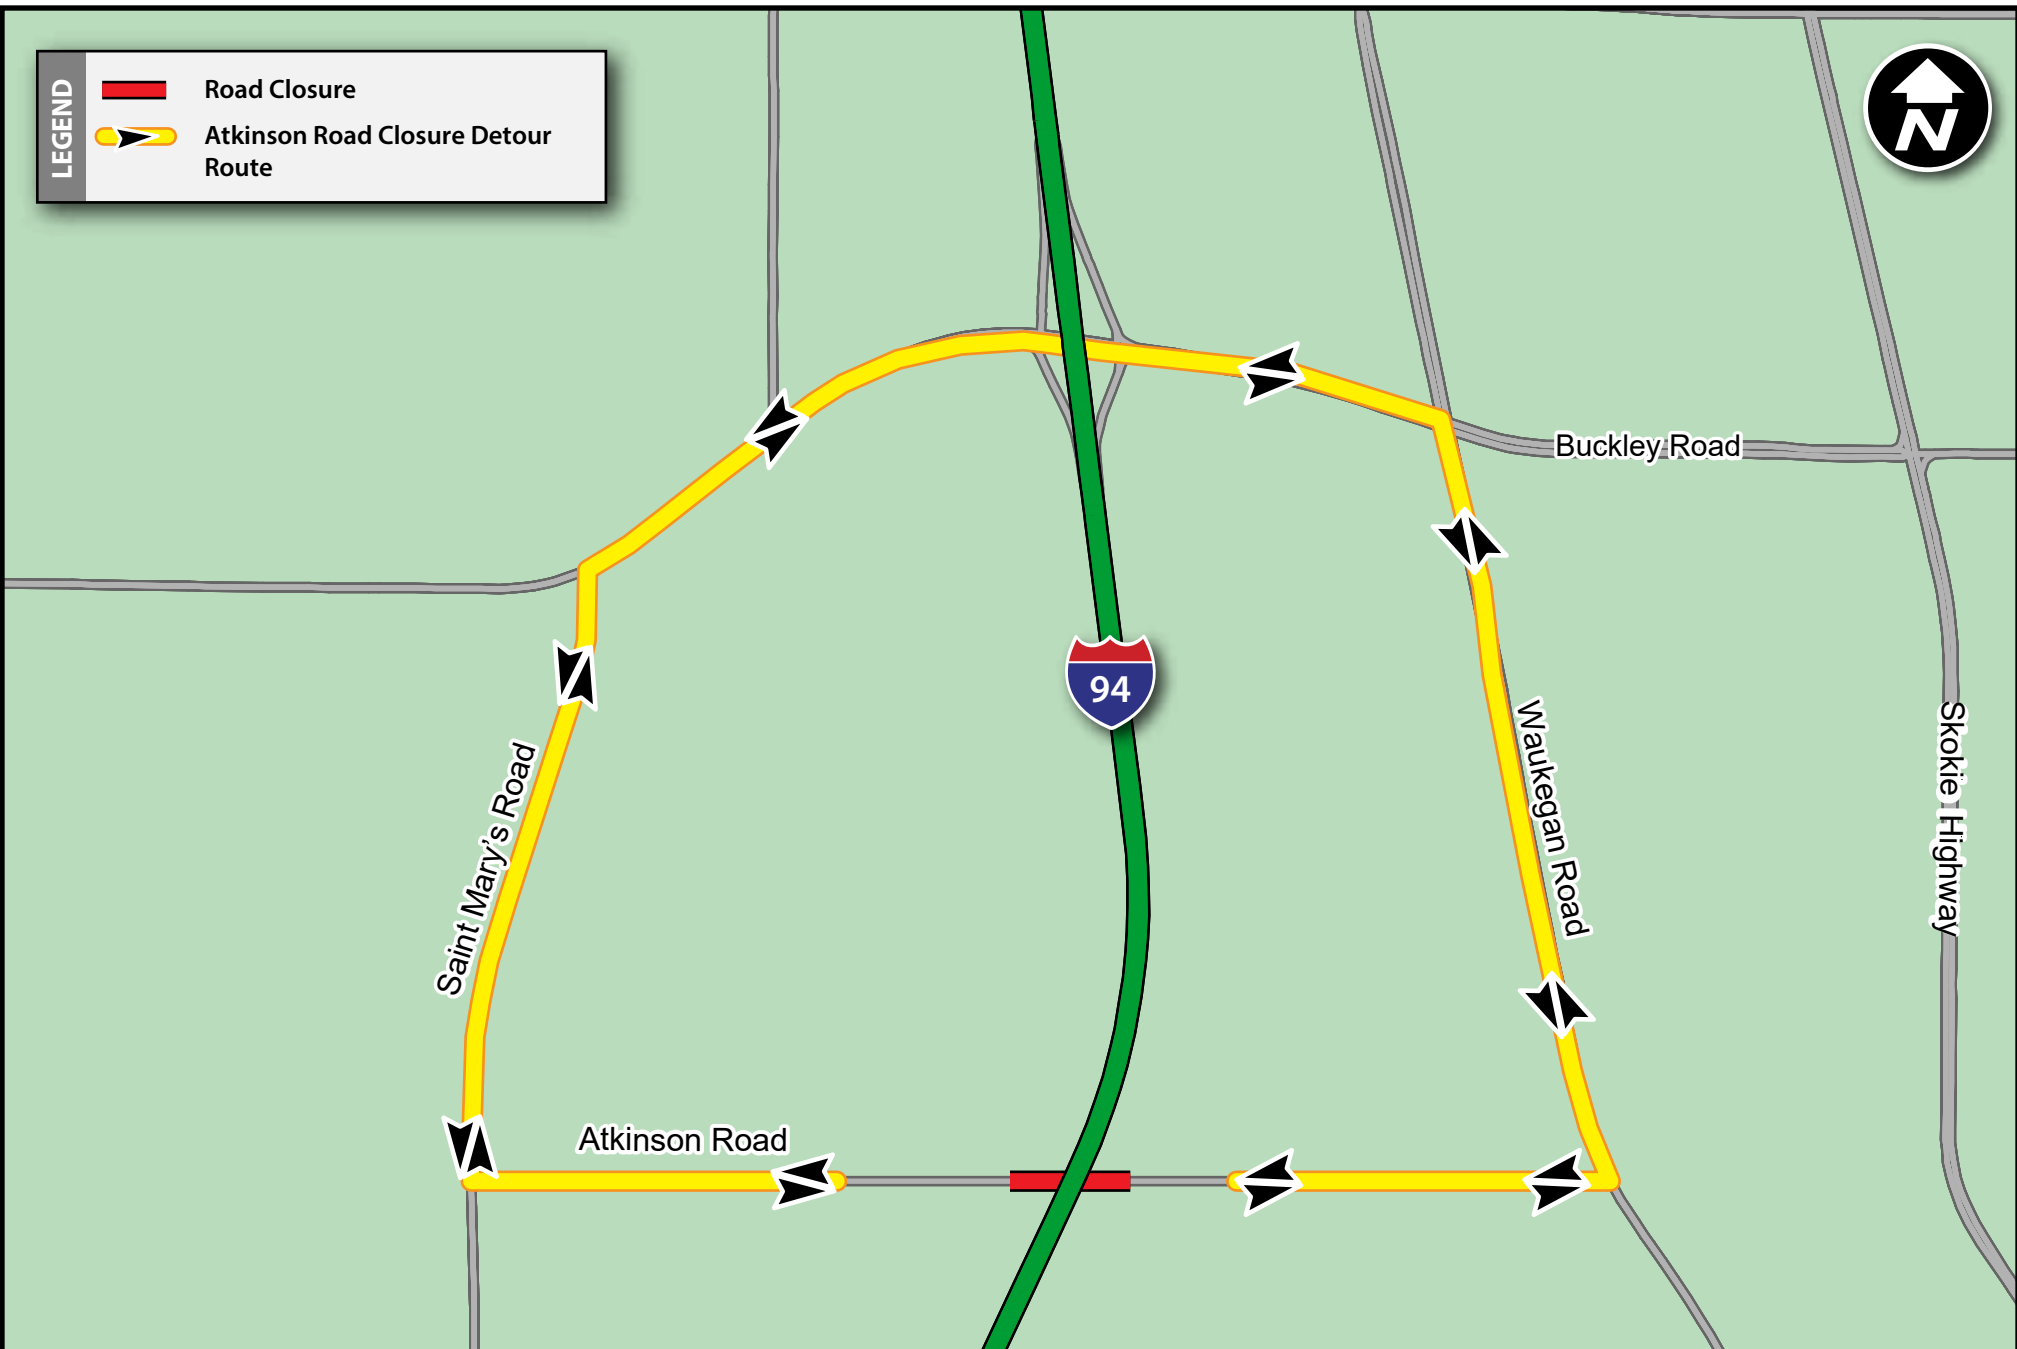 LEGEND
Road Closure
Atkinson Road Closure Detour
Route
N
Buckley Road
94
Saint Mary's Road
Waukegan Road
Skokie Highway
Atkinson Road